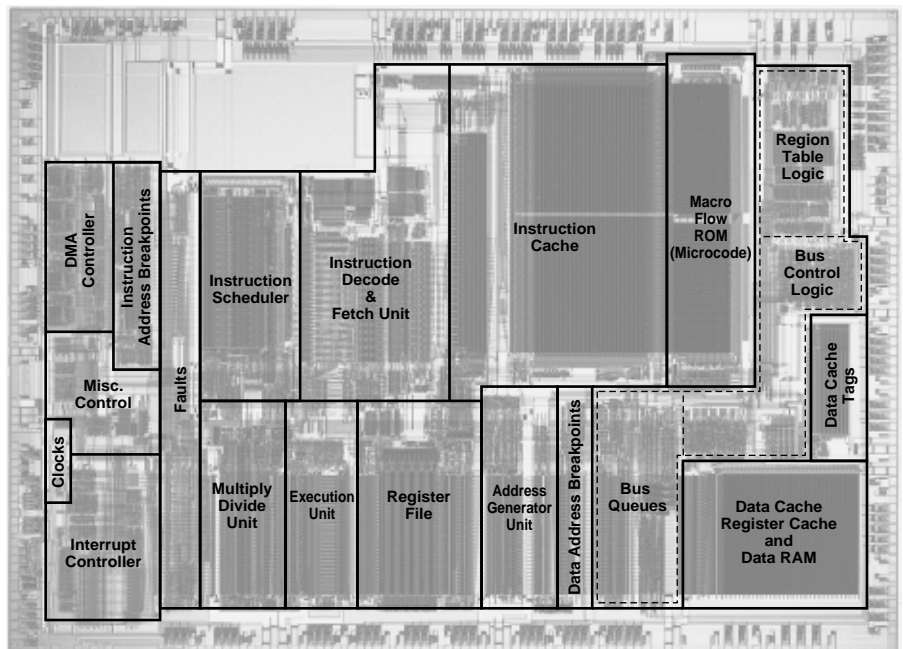 Region
Table
Logic
Macro
Flow
ROM
(Microcode)
Instruction
Cache
DMA
Controller
Instruction
Address Breakpoints
Instruction
Scheduler
Instruction
Decode
&
Fetch Unit
Bus
Control
Logic
Faults
Misc.
Control
Data Cache
Tags
Clocks
Multiply
Divide
Unit
Execution
Unit
Register
File
Address
Generator
Unit
Data Address Breakpoints
Bus
Queues
Data Cache
Register Cache
and
Data RAM
Interrupt
Controller